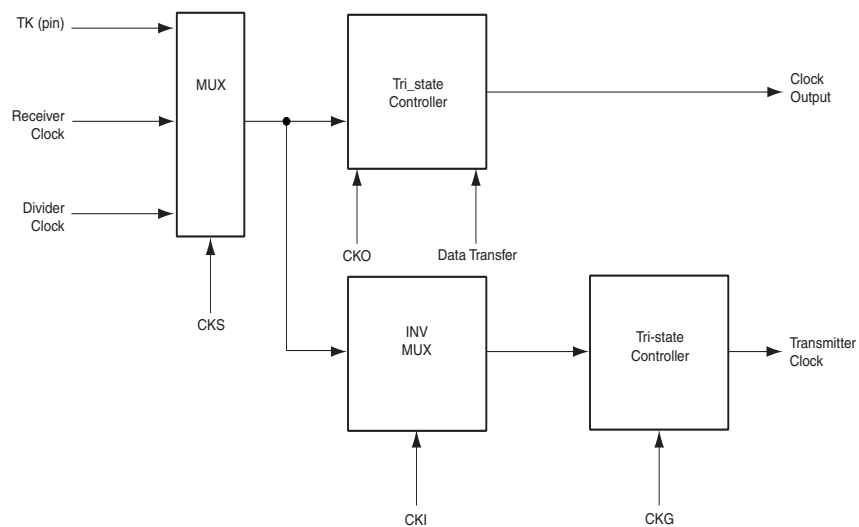 TK (pin)
MUX
Tri_state
Controller
Clock
Output
Receiver
Clock
Divider
Clock
CKO
Data Transfer
CKS
INV
MUX
Tri-state
Controller
Transmitter
Clock
CKI
CKG